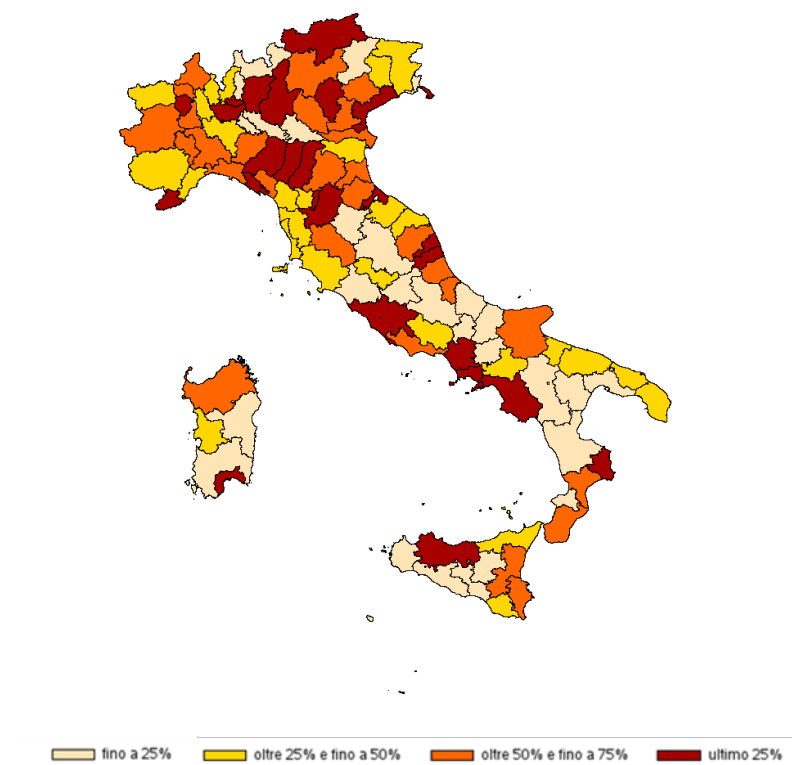 fino a 25%
oltre 25% e fino a 50%
oltre 50% e fino a 75%
ultimo 25%